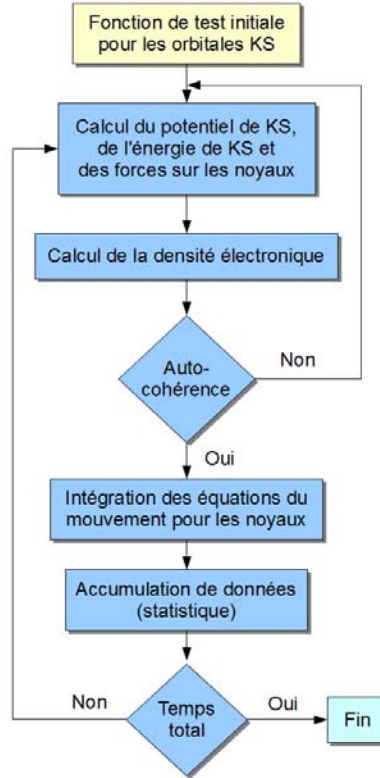 Fonction de test initiale
pour les orbitales KS
Calcul du potentiel de KS,
de l'énergie de KS et
des forces sur les noyaux
Calcul de la densité électronique
Auto-
cohérence
Non
Oui
Intégration des équations du
mouvement pour les noyaux
Accumulation de données
(statistique)
Non
Temps
total
Oui
Fin